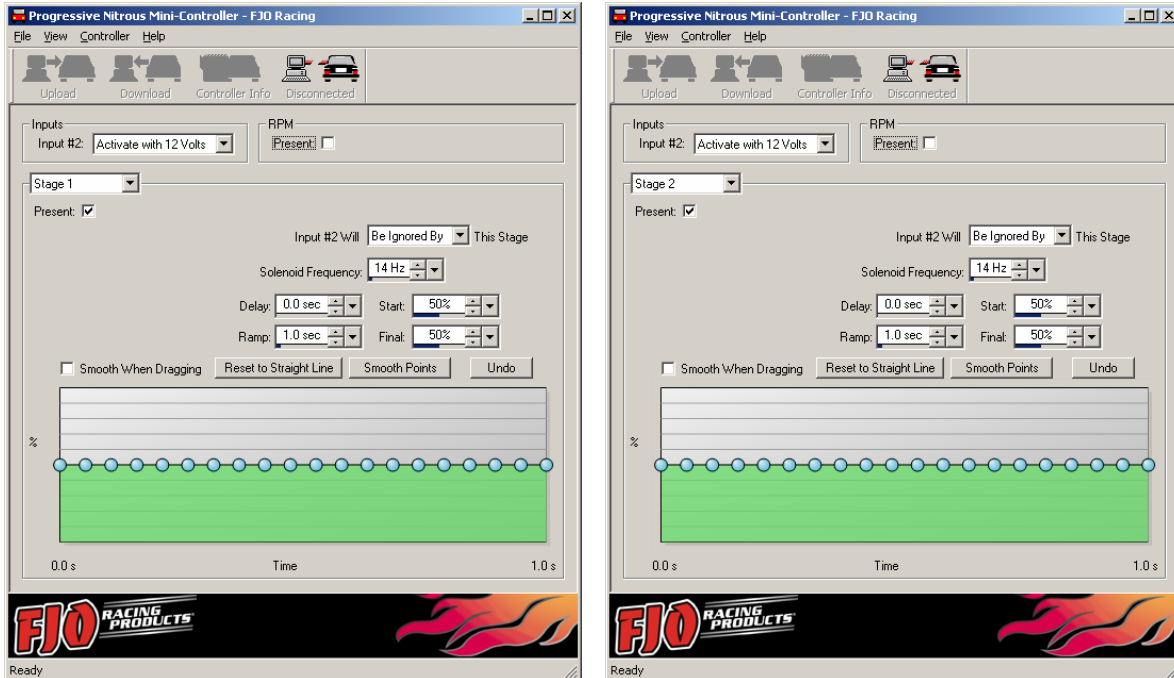 Progressive Nitrous Mini-Controller - FJO Racing
File View Controller Help
Upload Download Controller Info Disconnected
Inputs RPM
Input #2: Activate with 12 Volts Present:
Stage 1
Present:
Input #2 Will Be Ignored By This Stage
Solenoid Frequency: 14 Hz
Delay: 0.0 sec Start: 50%
Ramp: 1.0 sec Final: 50%
Smooth When Dragging Reset to Straight Line Smooth Points Undo
%
0.0 s Time 1.0 s
FJO RACING
PRODUCTS
Ready
Progressive Nitrous Mini-Controller - FJO Racing
File View Controller Help
Upload Download Controller Info Disconnected
Inputs RPM
Input #2: Activate with 12 Volts Present:
Stage 2
Present:
Input #2 Will Be Ignored By This Stage
Solenoid Frequency: 14 Hz
Delay: 0.0 sec Start: 50%
Ramp: 1.0 sec Final: 50%
Smooth When Dragging Reset to Straight Line Smooth Points Undo
%
0.0 s Time 1.0 s
FJO RACING
PRODUCTS
Ready